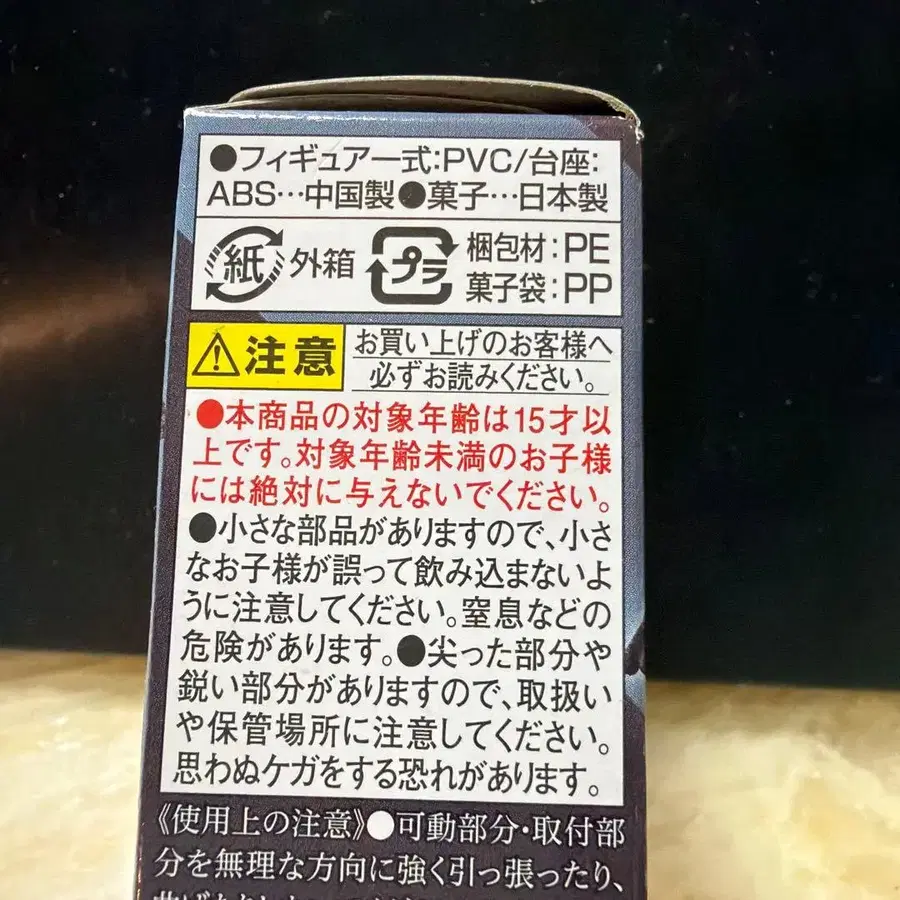 ●フィギュア一式:PVC/台座:
ABS…中国製●菓子…日本製
紙 外箱 プラ 梱包材:PE
菓子袋:PP
注意 お買い上げのお客様へ
必ずお読みください。
●本商品の対象年齢は15才以
上です。対象年齢未満のお子様
には絶対に与えないでください。
●小さな部品がありますので、小さ
なお子様が誤って飲み込まないよ
うに注意してください。窒息などの
危険があります。●尖った部分や
鋭い部分がありますので、取扱い
や保管場所に注意してください。
思わぬケガをする恐れがあります。
《使用上の注意》●可動部分・取付部
分を無理な方向に強く引っ張ったり、